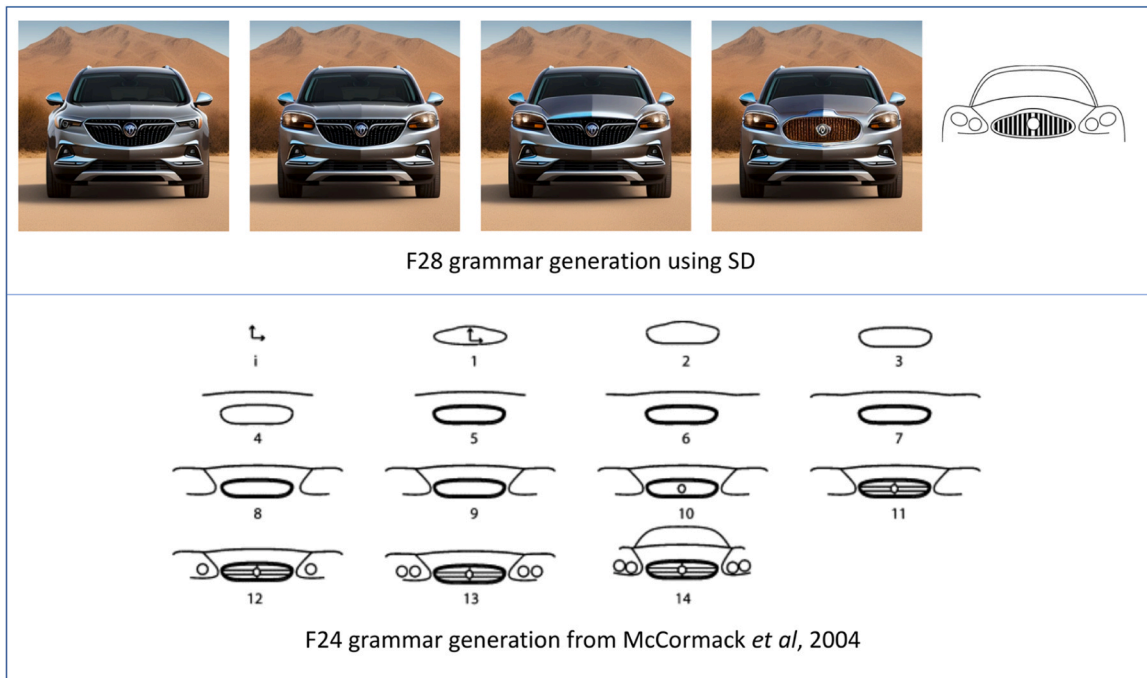 F28 grammar generation using SD
i 1 2 3
4 5 6 7
8 9 10 11
12 13 14
F24 grammar generation from McCormack et al, 2004